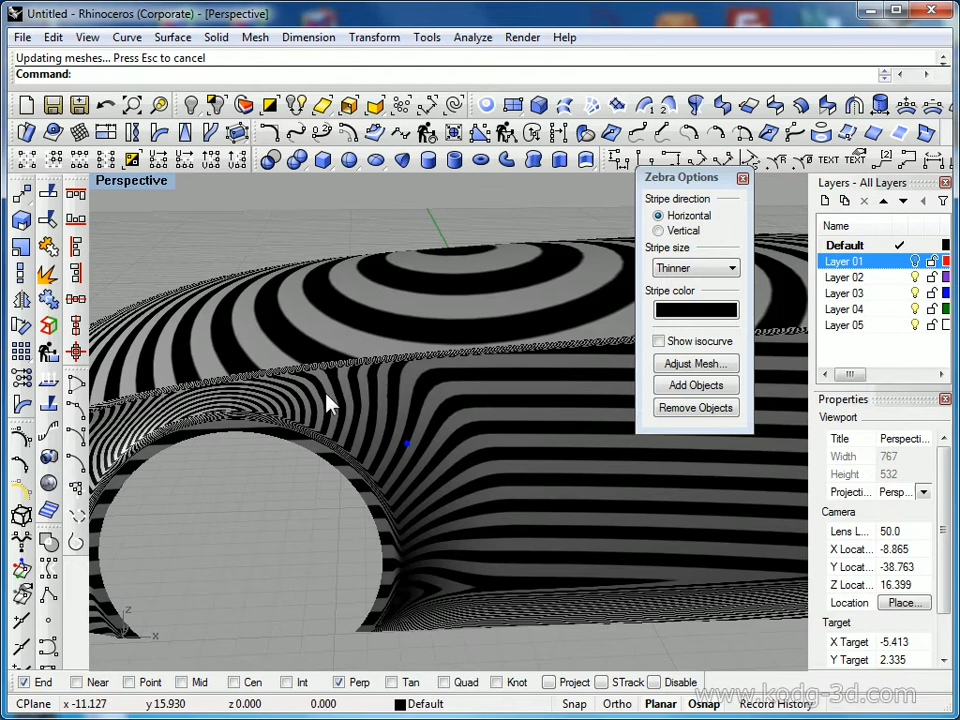 Untitled - Rhinoceros (Corporate) - [Perspective]
File Edit View Curve Surface Solid Mesh Dimension Transform Tools Analyze Render Help
Updating meshes... Press Esc to cancel
Command:
TEXT TEXT
Perspective
Zebra Options
Stripe direction
Horizontal
Vertical
Stripe size
Thinner
Stripe color
Show isocurve
Adjust Mesh...
Add Objects
Remove Objects
Layers - All Layers
Name
Default
Layer 01
Layer 02
Layer 03
Layer 04
Layer 05
Properties
Viewport
Title Perspecti...
Width 767
Height 532
Projecti... Persp...
Camera
Lens L... 50.0
X Locat... -8.865
Y Locat... -38.763
Z Locat... 16.399
Location Place...
Target
X Target -5.413
Y Target 2.335
z
x
End Near Point Mid Cen Int Perp Tan Quad Knot Project STrack Disable
www.kodg-3d.com
CPlane x -11.127 y 15.930 z 0.000 0.000 Default Snap Ortho Planar Osnap Record History